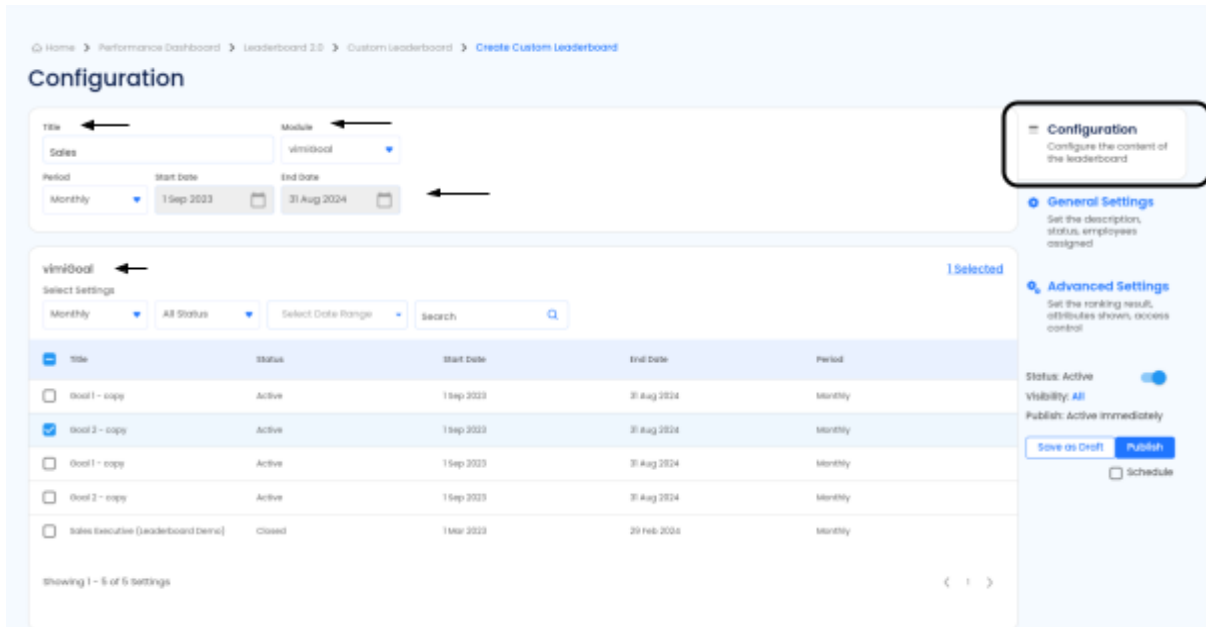 Home > Performance Dashboard > Leaderboard 2.0 > Custom Leaderboard > Create Custom Leaderboard
Configuration
Title Module
Sales vimiGoal
Period Start Date End Date
Monthly 1 Sep 2023 31 Aug 2024
vimiGoal 1 Selected
Select Settings
Monthly All Status Select Date Range Search
Title Status Start Date End Date Period
Goal 1 - copy Active 1 Sep 2023 31 Aug 2024 Monthly
Goal 2 - copy Active 1 Sep 2023 31 Aug 2024 Monthly
Goal 1 - copy Active 1 Sep 2023 31 Aug 2024 Monthly
Goal 2 - copy Active 1 Sep 2023 31 Aug 2024 Monthly
Sales Executive (Leaderboard Demo) Closed 1 Mar 2023 29 Feb 2024 Monthly
Showing 1 - 5 of 5 Settings
< 1 >
Configuration
Configure the content of
the leaderboard
General Settings
Set the description,
status, employees
assigned
Advanced Settings
Set the ranking result,
attributes shown, access
control
Status: Active
Visibility: All
Publish: Active Immediately
Save as Draft Publish
Schedule